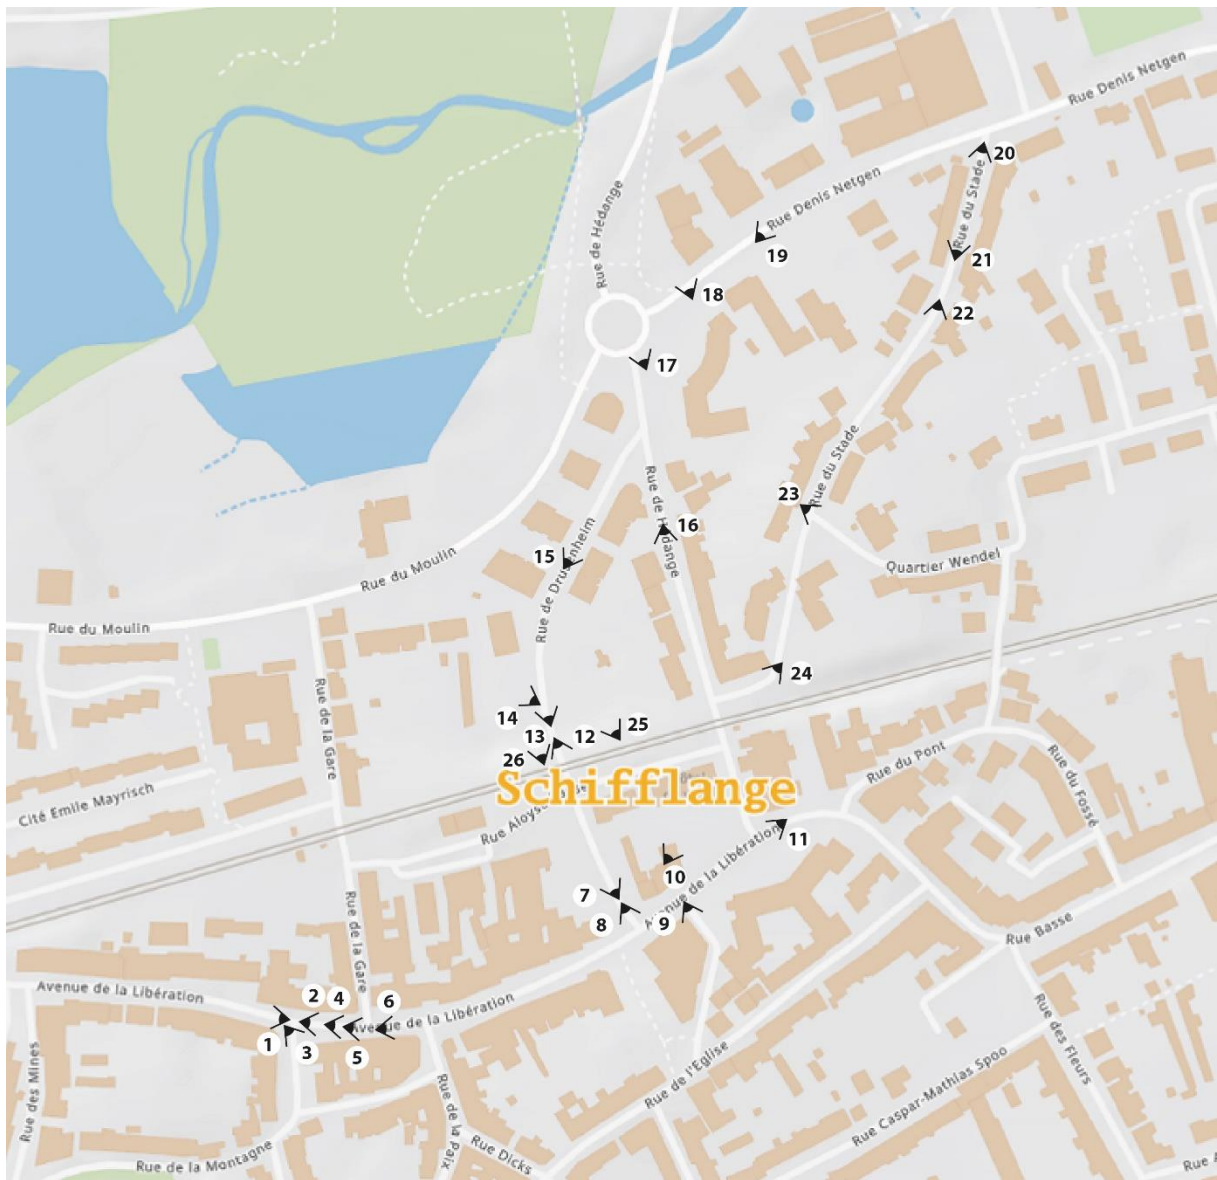 Rue Denis Netgen
20
Rue du Stade
Rue Denis Netgen
Rue de Hédange
19
21
18
22
17
Rue du Stade
23
Rue de Hédange
16
Rue de Drusenheim
15
Rue du Moulin
Quartier Wendel
Rue du Moulin
24
Rue de la Gare
14
25
13
12
26
Schifflange
Cité Emile Mayrisch
Rue du Pont
Rue du Fossé
11
Avenue de la Libération
10
7
8
9
Rue de la Gare
Rue Basse
Avenue de la Libération
2
4
6
Avenue de la Libération
1
3
5
Rue des Mines
Rue de l'Eglise
Rue des Fleurs
Rue Caspar-Mathias Spoo
Rue de la Paix
Rue de la Montagne
Rue Dicks